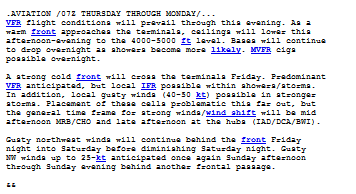 .AVIATION /07Z THURSDAY THROUGH MONDAY/...
VFR flight conditions will prevail through this evening. As a
warm front approaches the terminals, ceilings will lower this
afternoon-evening to the 4000-5000 ft level. Bases will continue
to drop overnight as showers become more likely. MVFR cigs
possible overnight.

A strong cold front will cross the terminals Friday. Predominant
VFR anticipated, but local IFR possible within showers/storms.
In addition, local gusty winds (40-50 kt) possible in stronger
storms. Placement of these cells problematic this far out, but
the general time frame for strong winds/wind shift will be mid
afternoon MRB/CHO and late afternoon at the hubs (IAD/DCA/BWI).

Gusty northwest winds will continue behind the front Friday
night into Saturday before diminishing Saturday night. Gusty
NW winds up to 25-kt anticipated once again Sunday afternoon
through Sunday evening behind another frontal passage.

&&